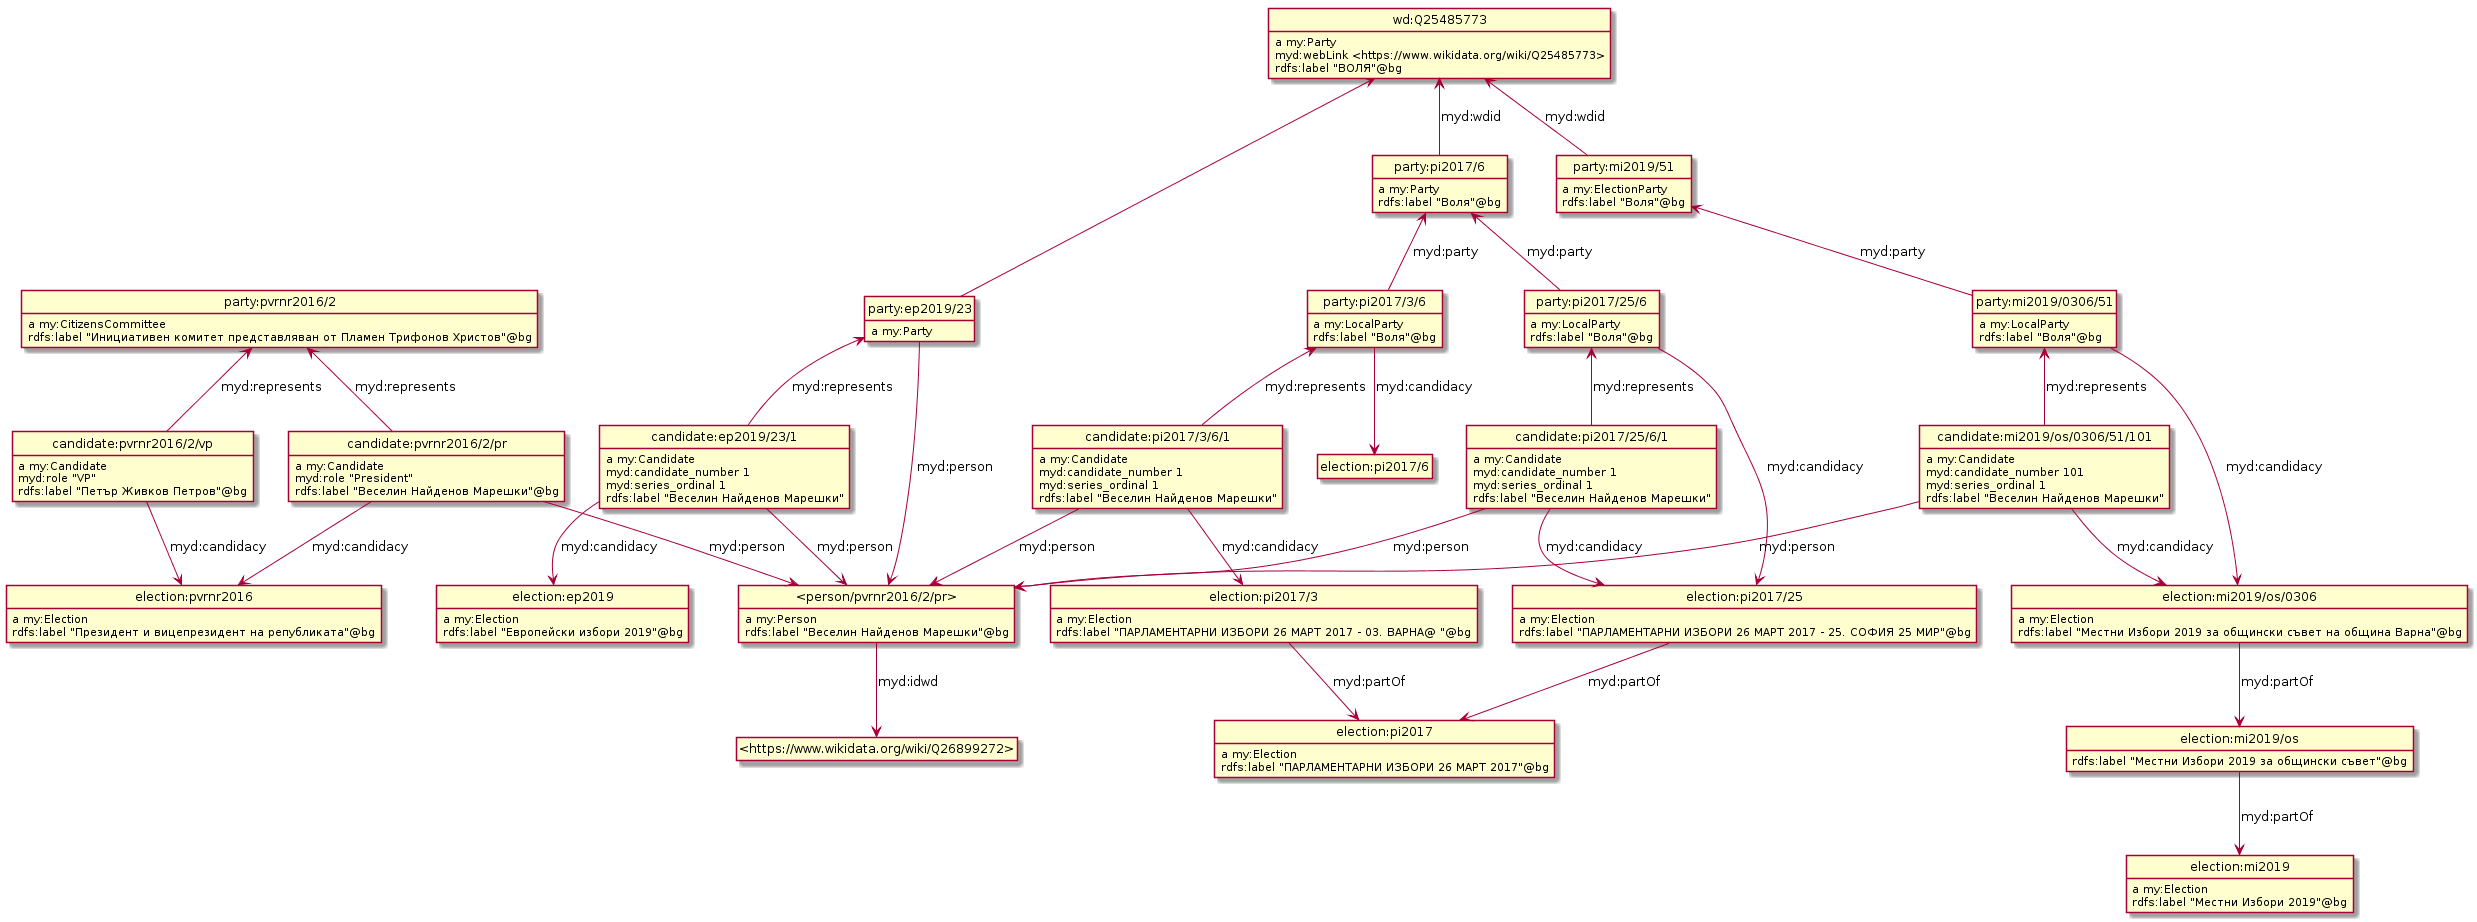 wd:Q25485773
a my:Party
myd:webLink <https://www.wikidata.org/wiki/Q25485773>
rdfs:label "ВОЛЯ"@bg
myd:wdid
myd:wdid
party:pi2017/6
a my:Party
rdfs:label "Воля"@bg
party:mi2019/51
a my:ElectionParty
rdfs:label "Воля"@bg
myd:party
myd:party
myd:party
party:pvrnr2016/2
a my:CitizensCommittee
rdfs:label "Инициативен комитет представляван от Пламен Трифонов Христов"@bg
party:ep2019/23
a my:Party
party:pi2017/3/6
a my:LocalParty
rdfs:label "Воля"@bg
party:pi2017/25/6
a my:LocalParty
rdfs:label "Воля"@bg
party:mi2019/0306/51
a my:LocalParty
rdfs:label "Воля"@bg
myd:represents
myd:represents
myd:represents
myd:represents
myd:candidacy
myd:represents
myd:represents
candidate:pvrnr2016/2/vp
a my:Candidate
myd:role "VP"
rdfs:label "Петър Живков Петров"@bg
candidate:pvrnr2016/2/pr
a my:Candidate
myd:role "President"
rdfs:label "Веселин Найденов Марешки"@bg
candidate:ep2019/23/1
a my:Candidate
myd:candidate_number 1
myd:series_ordinal 1
rdfs:label "Веселин Найденов Марешки"
myd:person
candidate:pi2017/3/6/1
a my:Candidate
myd:candidate_number 1
myd:series_ordinal 1
rdfs:label "Веселин Найденов Марешки"
election:pi2017/6
candidate:pi2017/25/6/1
a my:Candidate
myd:candidate_number 1
myd:series_ordinal 1
rdfs:label "Веселин Найденов Марешки"
myd:candidacy
candidate:mi2019/os/0306/51/101
a my:Candidate
myd:candidate_number 101
myd:series_ordinal 1
rdfs:label "Веселин Найденов Марешки"
myd:candidacy
myd:candidacy
myd:candidacy
myd:candidacy
myd:person
myd:person
myd:person
myd:candidacy
myd:person
myd:candidacy
myd:person
myd:candidacy
election:pvrnr2016
a my:Election
rdfs:label "Президент и вицепрезидент на републиката"@bg
election:ep2019
a my:Election
rdfs:label "Европейски избори 2019"@bg
<person/pvrnr2016/2/pr>
a my:Person
rdfs:label "Веселин Найденов Марешки"@bg
election:pi2017/3
a my:Election
rdfs:label "ПАРЛАМЕНТАРНИ ИЗБОРИ 26 МАРТ 2017 - 03. ВАРНА@ "@bg
election:pi2017/25
a my:Election
rdfs:label "ПАРЛАМЕНТАРНИ ИЗБОРИ 26 МАРТ 2017 - 25. СОФИЯ 25 МИР"@bg
election:mi2019/os/0306
a my:Election
rdfs:label "Местни Избори 2019 за общински съвет на община Варна"@bg
myd:idwd
myd:partOf
myd:partOf
myd:partOf
<https://www.wikidata.org/wiki/Q26899272>
election:pi2017
a my:Election
rdfs:label "ПАРЛАМЕНТАРНИ ИЗБОРИ 26 МАРТ 2017"@bg
election:mi2019/os
rdfs:label "Местни Избори 2019 за общински съвет"@bg
myd:partOf
election:mi2019
a my:Election
rdfs:label "Местни Избори 2019"@bg